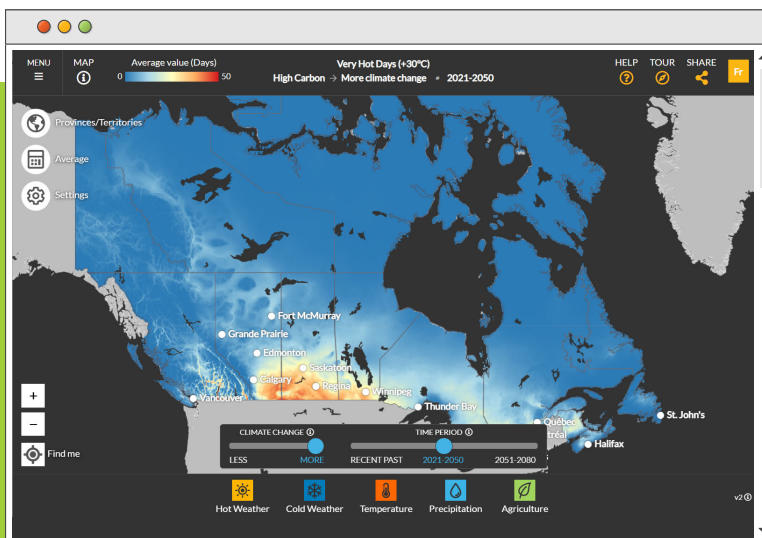 MENU
MAP
Average value (Days)
0
50
Very Hot Days (+30°C)
High Carbon → More climate change • 2021-2050
HELP
TOUR
SHARE
Fr
Provinces/Territories
Average
Settings
Fort McMurray
Grande Prairie
Edmonton
Saskatoon
Calgary
Regina
Winnipeg
Vancouver
Thunder Bay
Québec
tréal
St. John's
Halifax
+
−
Find me
CLIMATE CHANGE
LESS
MORE
TIME PERIOD
RECENT PAST
2021-2050
2051-2080
Hot Weather
Cold Weather
Temperature
Precipitation
Agriculture
v2